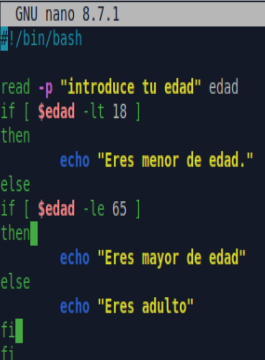 GNU nano 8.7.1
#!/bin/bash
read -p "introduce tu edad" edad
if [ $edad -lt 18 ]
then
echo "Eres menor de edad."
else
if [ $edad -le 65 ]
then
echo "Eres mayor de edad"
else
echo "Eres adulto"
fi
fi